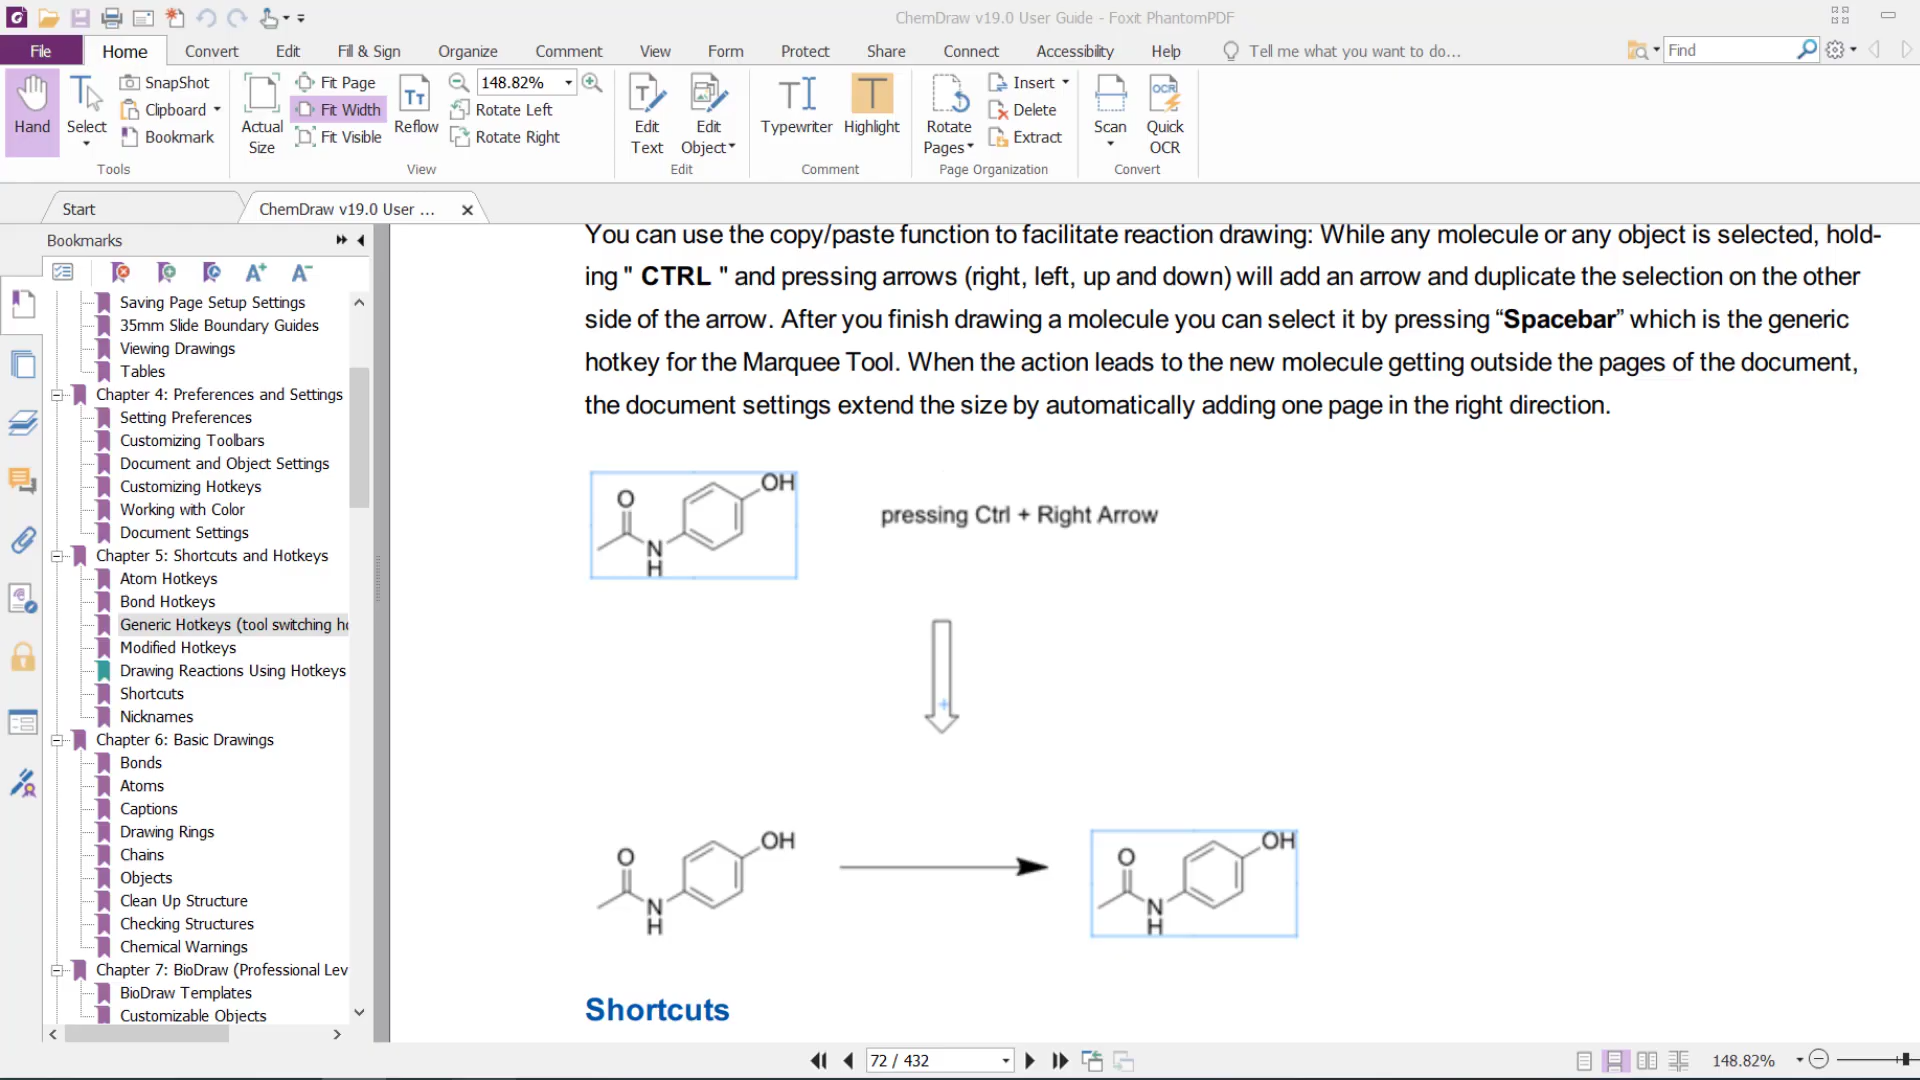 ChemDraw v19.0 User Guide - Foxit PhantomPDF
File
Home
Convert
Edit
Fill & Sign
Organize
Comment
View
Form
Protect
Share
Connect
Accessibility
Help
Tell me what you want to do...
Find
Hand
Select
SnapShot
Clipboard
Bookmark
Tools
Actual
Size
Fit Page
Fit Width
Fit Visible
Reflow
148.82%
Rotate Left
Rotate Right
View
Edit
Text
Edit
Object
Edit
Typewriter
Highlight
Comment
Rotate
Pages
Insert
Delete
Extract
Page Organization
Scan
OCR
Quick
OCR
Convert
Start
ChemDraw v19.0 User ...
Bookmarks
Saving Page Setup Settings
35mm Slide Boundary Guides
Viewing Drawings
Tables
Chapter 4: Preferences and Settings
Setting Preferences
Customizing Toolbars
Document and Object Settings
Customizing Hotkeys
Working with Color
Document Settings
Chapter 5: Shortcuts and Hotkeys
Atom Hotkeys
Bond Hotkeys
Generic Hotkeys (tool switching ho
Modified Hotkeys
Drawing Reactions Using Hotkeys
Shortcuts
Nicknames
Chapter 6: Basic Drawings
Bonds
Atoms
Captions
Drawing Rings
Chains
Objects
Clean Up Structure
Checking Structures
Chemical Warnings
Chapter 7: BioDraw (Professional Lev
BioDraw Templates
Customizable Objects
You can use the copy/paste function to facilitate reaction drawing: While any molecule or any object is selected, hold-
ing " CTRL " and pressing arrows (right, left, up and down) will add an arrow and duplicate the selection on the other
side of the arrow. After you finish drawing a molecule you can select it by pressing “Spacebar” which is the generic
hotkey for the Marquee Tool. When the action leads to the new molecule getting outside the pages of the document,
the document settings extend the size by automatically adding one page in the right direction.
OH
O
N
H
pressing Ctrl + Right Arrow
OH
O
N
H
OH
O
N
H
Shortcuts
72 / 432
148.82%